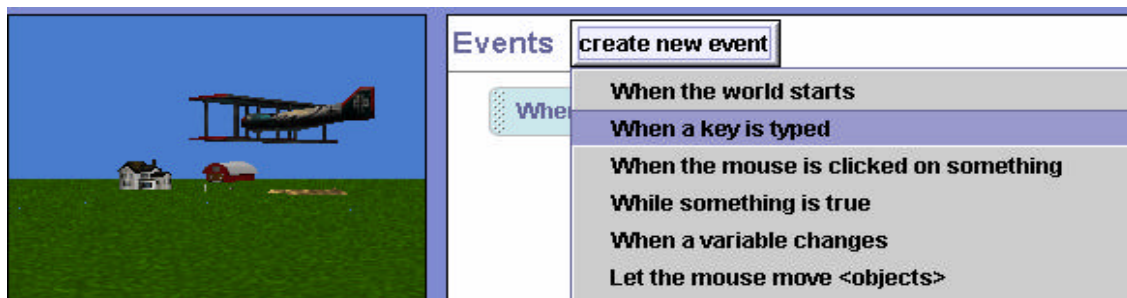 Events create new event
When the world starts
Whe
When a key is typed
When the mouse is clicked on something
While something is true
When a variable changes
Let the mouse move <objects>